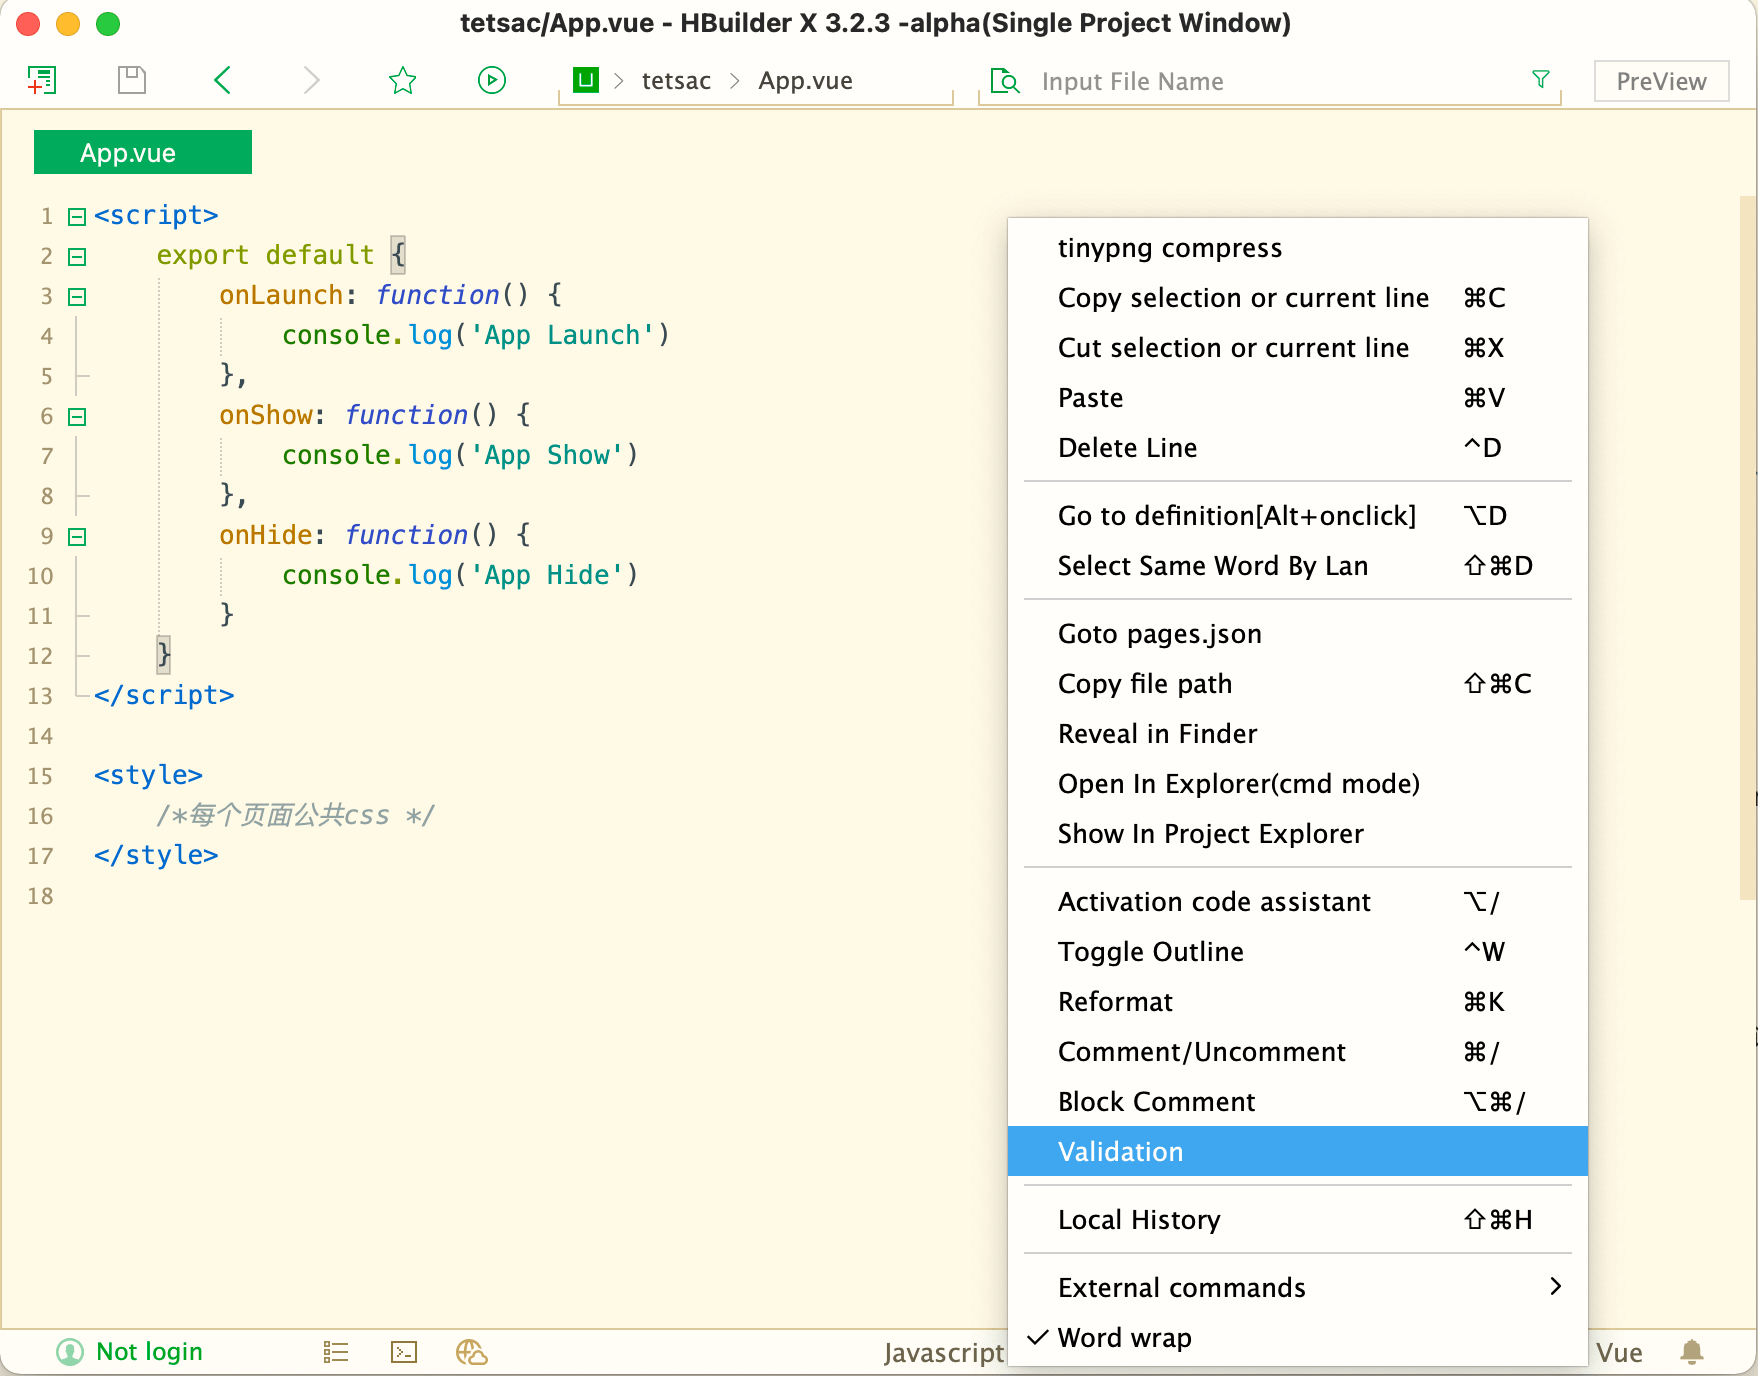 tetsac/App.vue - HBuilder X 3.2.3 -alpha(Single Project Window)
tetsac App.vue
Input File Name
PreView
App.vue
1 <script>
2 export default {
3 onLaunch: function() {
4 console.log('App Launch')
5 },
6 onShow: function() {
7 console.log('App Show')
8 },
9 onHide: function() {
10 console.log('App Hide')
11 }
12 }
13 </script>
14
15 <style>
16 /*每个页面公共css */
17 </style>
18
tinypng compress
Copy selection or current line ⌘C
Cut selection or current line ⌘X
Paste ⌘V
Delete Line ^D
Go to definition[Alt+onclick] ⌥D
Select Same Word By Lan ⇧⌘D
Goto pages.json
Copy file path ⇧⌘C
Reveal in Finder
Open In Explorer(cmd mode)
Show In Project Explorer
Activation code assistant ⌥/
Toggle Outline ^W
Reformat ⌘K
Comment/Uncomment ⌘/
Block Comment ⌥⌘/
Validation
Local History ⇧⌘H
External commands
Word wrap
Not login
Javascript
Vue